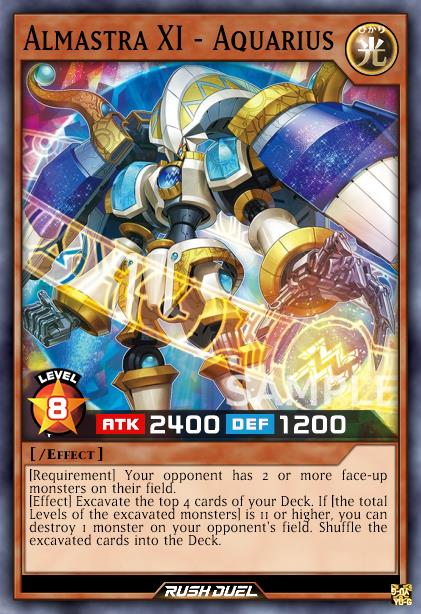 ALMASTRA XI - AQUARIUS
ひかり
光
SAMPLE
LEVEL
8
ATK 2400 DEF 1200
[ /EFFECT ]
[Requirement] Your opponent has 2 or more face-up
monsters on their field.
[Effect] Excavate the top 4 cards of your Deck. If [the total
Levels of the excavated monsters] is 11 or higher, you can
destroy 1 monster on your opponent's field. Shuffle the
excavated cards into the Deck.
RUSH DUEL